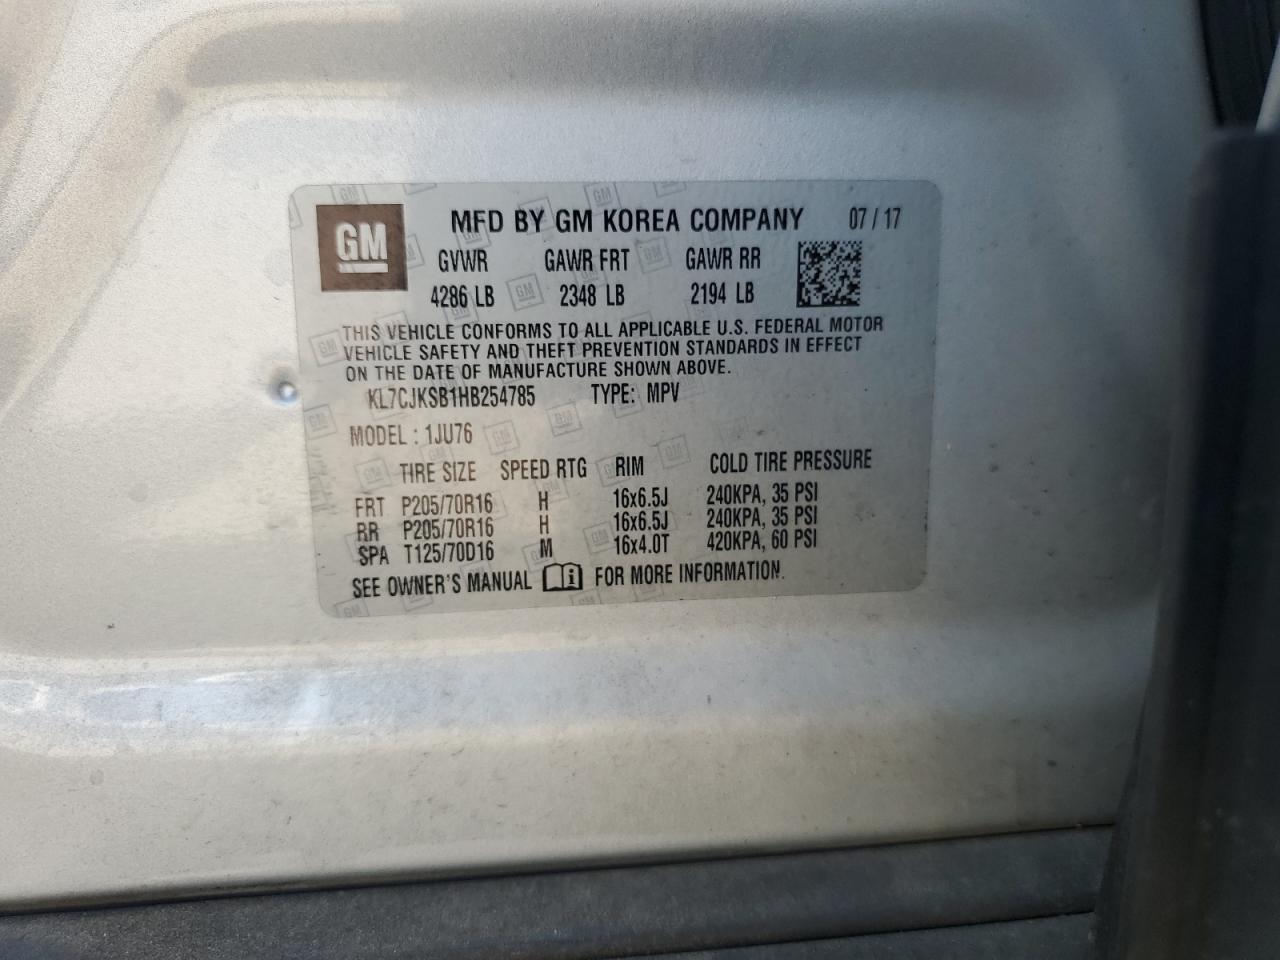 GM MFD BY GM KOREA COMPANY 07/17
GVWR GAWR FRT GAWR RR
4286 LB 2348 LB 2194 LB
THIS VEHICLE CONFORMS TO ALL APPLICABLE U.S. FEDERAL MOTOR
VEHICLE SAFETY AND THEFT PREVENTION STANDARDS IN EFFECT
ON THE DATE OF MANUFACTURE SHOWN ABOVE.
KL7CJKSB1HB254785 TYPE: MPV
MODEL : 1JU76
TIRE SIZE SPEED RTG RIM COLD TIRE PRESSURE
FRT P205/70R16 H 16x6.5J 240KPA, 35 PSI
RR P205/70R16 H 16x6.5J 240KPA, 35 PSI
SPA T125/70D16 M 16x4.0T 420KPA, 60 PSI
SEE OWNER'S MANUAL FOR MORE INFORMATION.